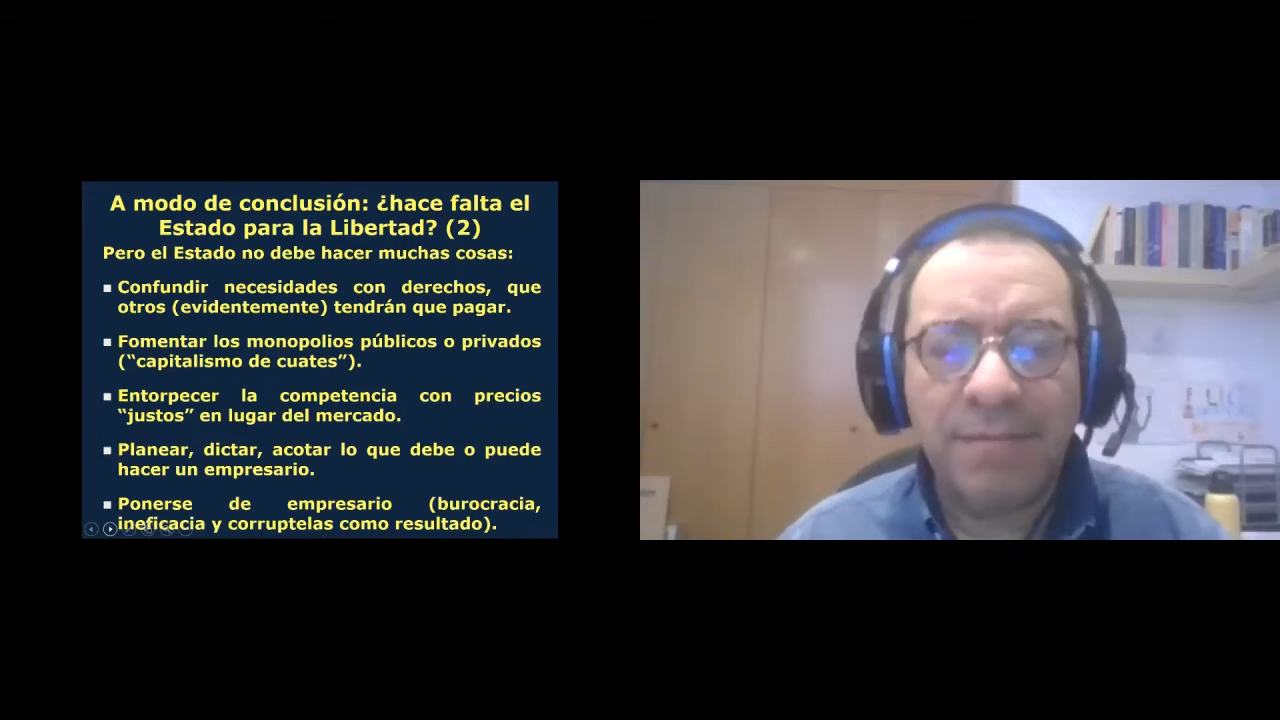 A modo de conclusión: ¿hace falta el
Estado para la Libertad? (2)
Pero el Estado no debe hacer muchas cosas:
▪ Confundir necesidades con derechos, que
otros (evidentemente) tendrán que pagar.
▪ Fomentar los monopolios públicos o privados
(“capitalismo de cuates”).
▪ Entorpecer la competencia con precios
“justos” en lugar del mercado.
▪ Planear, dictar, acotar lo que debe o puede
hacer un empresario.
▪ Ponerse de empresario (burocracia,
ineficacia y corruptelas como resultado).